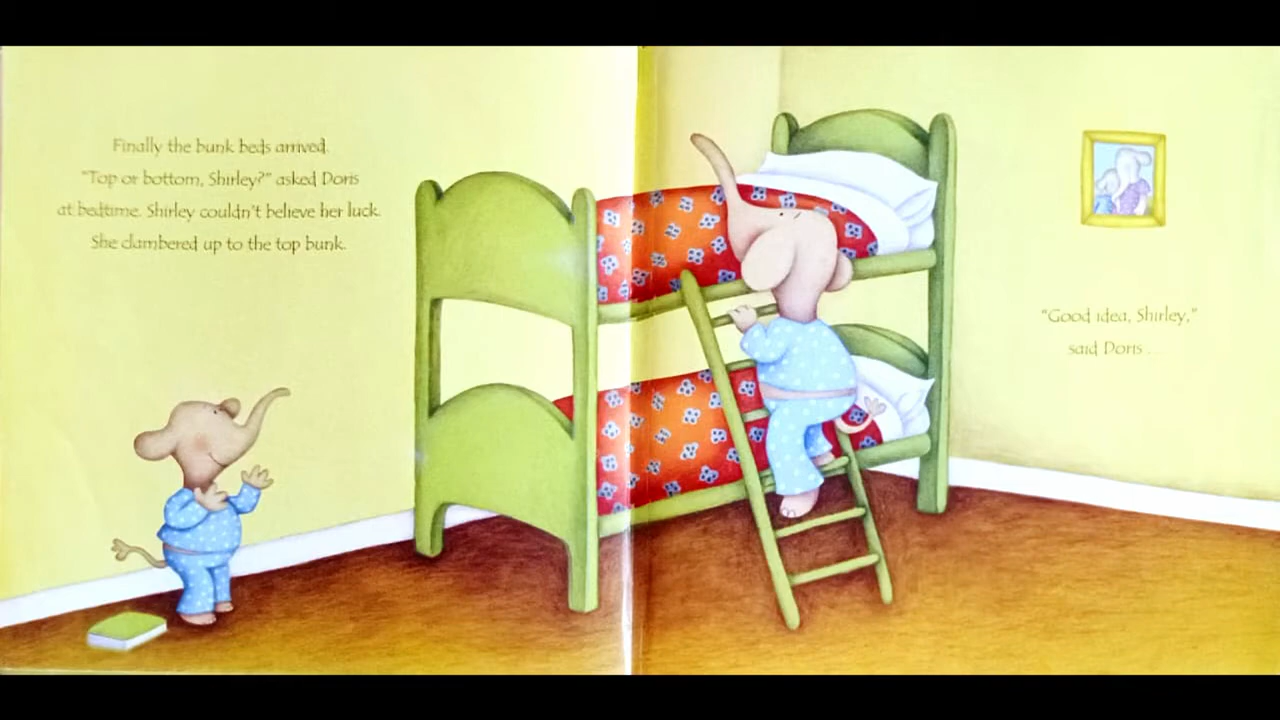 Finally the bunk beds arrived.
"Top or bottom, Shirley?" asked Doris
at bedtime. Shirley couldn't believe her luck.
She clambered up to the top bunk.
"Good idea, Shirley,"
said Doris . . .